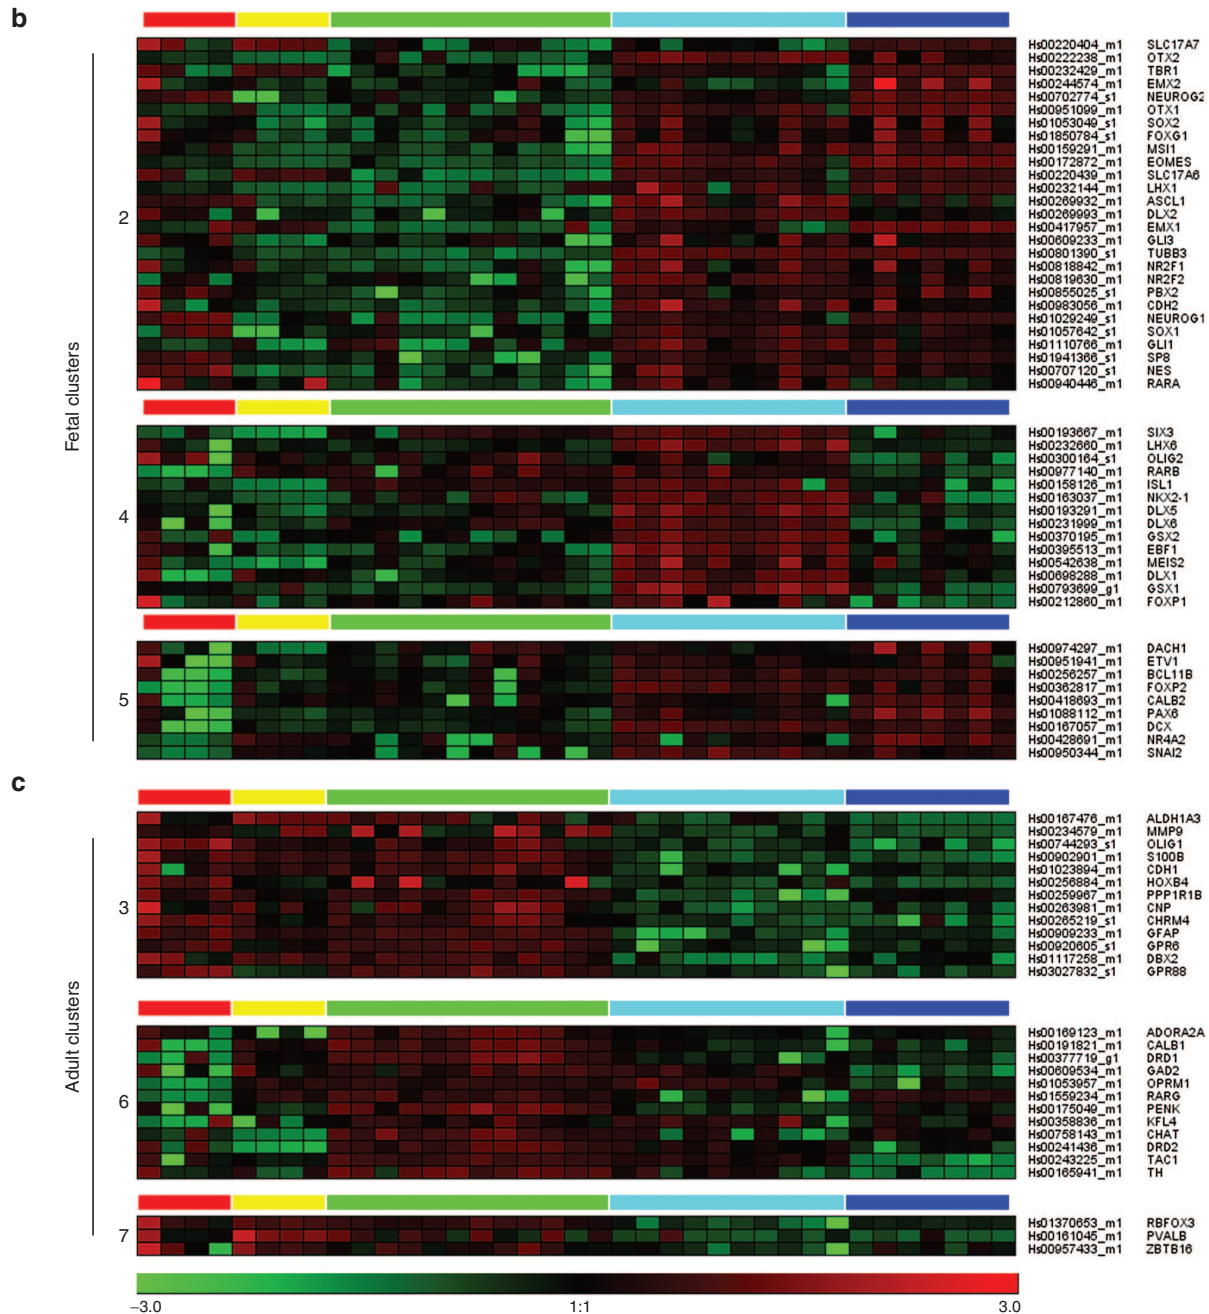 b
Fetal clusters
2
Hs00220404_m1 SLC17A7
Hs00222238_m1 OTX2
Hs00232429_m1 TBR1
Hs00244574_m1 EMX2
Hs00702774_s1 NEUROG2
Hs00951099_m1 OTX1
Hs01053049_s1 SOX2
Hs01850784_s1 FOXG1
Hs00159291_m1 MSI1
Hs00172872_m1 EOMES
Hs00220439_m1 SLC17A6
Hs00232144_m1 LHX1
Hs00269932_m1 ASCL1
Hs00269993_m1 DLX2
Hs00417957_m1 EMX1
Hs00609233_m1 GLI3
Hs00801390_s1 TUBB3
Hs00818842_m1 NR2F1
Hs00819630_m1 NR2F2
Hs00855025_s1 PBX2
Hs00983056_m1 CDH2
Hs01029249_s1 NEUROG1
Hs01057642_s1 SOX1
Hs01110766_m1 GLI1
Hs01941366_s1 SP8
Hs00707120_s1 NES
Hs00940446_m1 RARA
4
Hs00193667_m1 SIX3
Hs00232660_m1 LHX6
Hs00300164_s1 OLIG2
Hs00977140_m1 RARB
Hs00158126_m1 ISL1
Hs00163037_m1 NKX2-1
Hs00193291_m1 DLX5
Hs00231999_m1 DLX6
Hs00370195_m1 GSX2
Hs00395513_m1 EBF1
Hs00542638_m1 MEIS2
Hs00698288_m1 DLX1
Hs00793699_g1 GSX1
Hs00212860_m1 FOXP1
5
Hs00974297_m1 DACH1
Hs00951941_m1 ETV1
Hs00256257_m1 BCL11B
Hs00362817_m1 FOXP2
Hs00418693_m1 CALB2
Hs01088112_m1 PAX6
Hs00167057_m1 DCX
Hs00428691_m1 NR4A2
Hs00950344_m1 SNAI2
c
Adult clusters
3
Hs00167476_m1 ALDH1A3
Hs00234579_m1 MMP9
Hs00744293_s1 OLIG1
Hs00902901_m1 S100B
Hs01023894_m1 CDH1
Hs00256884_m1 HOXB4
Hs00259967_m1 PPP1R1B
Hs00263981_m1 CNP
Hs00265219_s1 CHRM4
Hs00909233_m1 GFAP
Hs00920605_s1 GPR6
Hs01117258_m1 DBX2
Hs03027832_s1 GPR88
6
Hs00169123_m1 ADORA2A
Hs00191821_m1 CALB1
Hs00377719_g1 DRD1
Hs00609534_m1 GAD2
Hs01053957_m1 OPRM1
Hs01559234_m1 RARG
Hs00175049_m1 PENK
Hs00358836_m1 KFL4
Hs00758143_m1 CHAT
Hs00241436_m1 DRD2
Hs00243225_m1 TAC1
Hs00165941_m1 TH
7
Hs01370653_m1 RBFOX3
Hs00161045_m1 PVALB
Hs00957433_m1 ZBTB16
−3.0 1:1 3.0